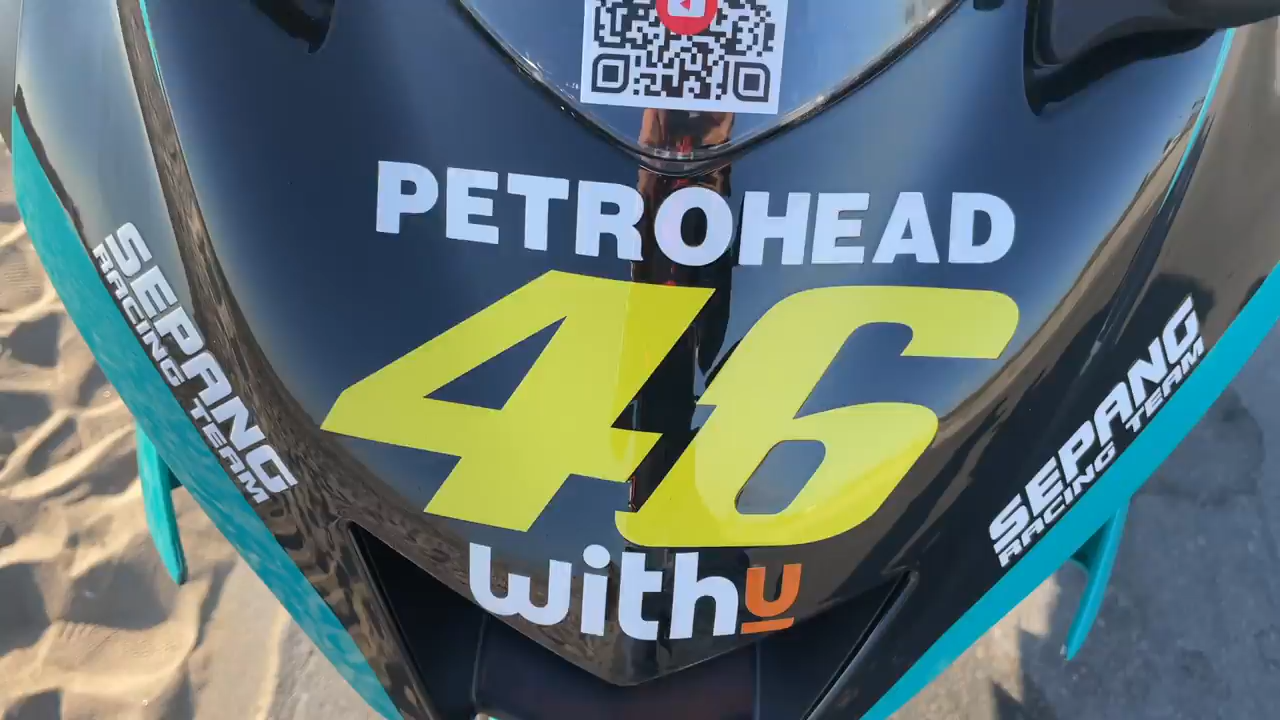 PETROHEAD
46
withu
SEPANG
RACING TEAM
SEPANG
RACING TEAM